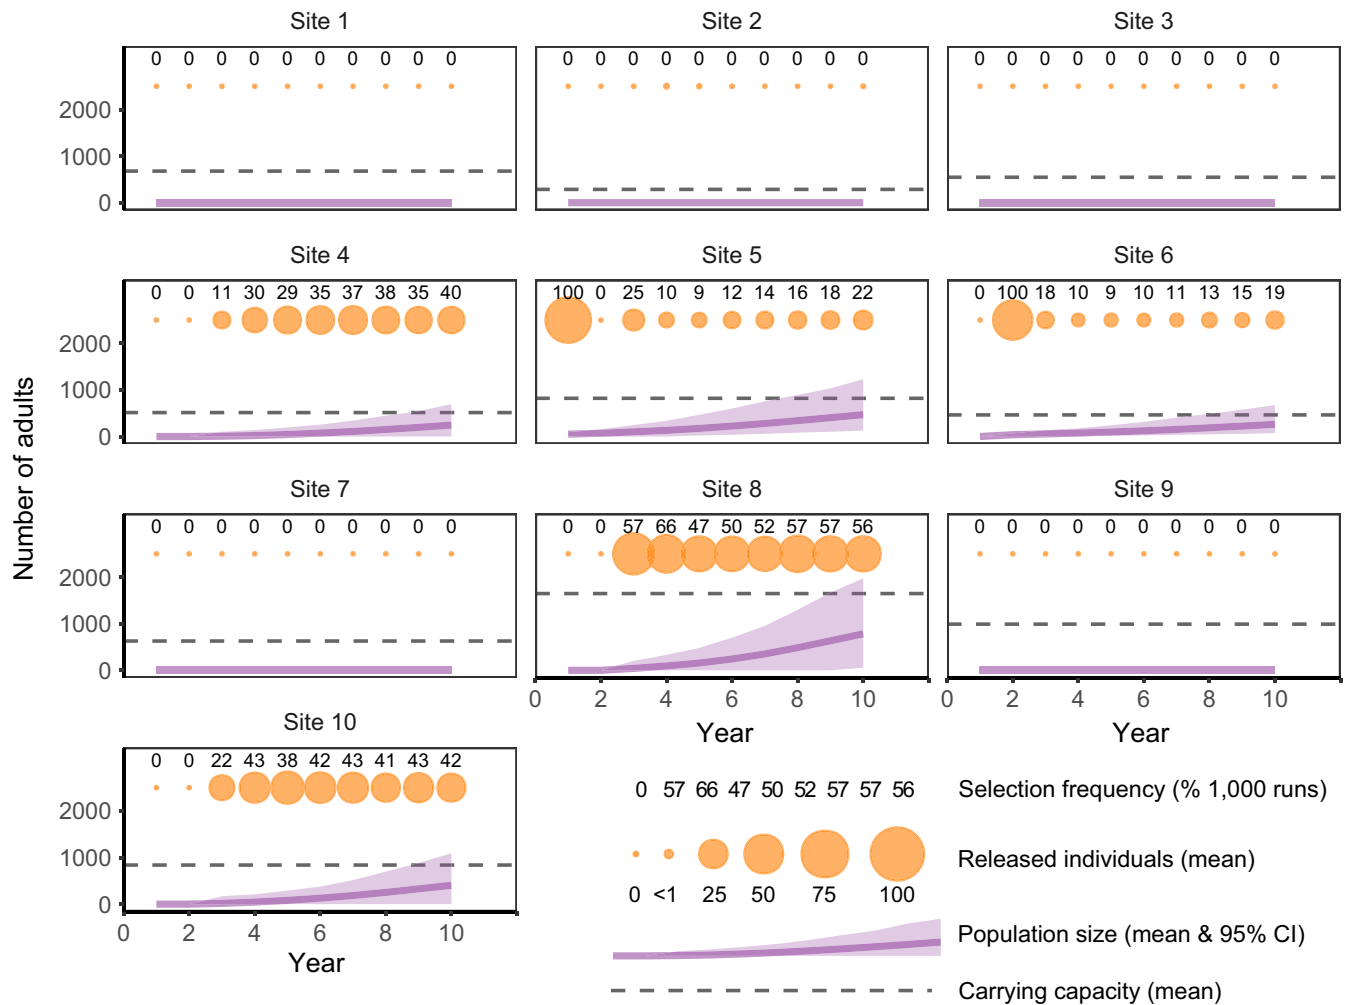 Site 1 Site 2 Site 3
0 0 0 0 0 0 0 0 0 0 0 0 0 0 0 0 0 0 0 0 0 0 0 0 0 0 0 0 0 0
2000
1000
0
Site 4 Site 5 Site 6
0 0 11 30 29 35 37 38 35 40 100 0 25 10 9 12 14 16 18 22 0 100 18 10 9 10 11 13 15 19
2000
1000
0
Number of adults
Site 7 Site 8 Site 9
0 0 0 0 0 0 0 0 0 0 0 0 57 66 47 50 52 57 57 56 0 0 0 0 0 0 0 0 0 0
2000
1000
0
0 2 4 6 8 10 0 2 4 6 8 10
Year Year
Site 10
0 0 22 43 38 42 43 41 43 42
2000
1000
0
0 2 4 6 8 10
Year
0 57 66 47 50 52 57 57 56 Selection frequency (% 1,000 runs)
Released individuals (mean)
0 <1 25 50 75 100
Population size (mean & 95% CI)
Carrying capacity (mean)